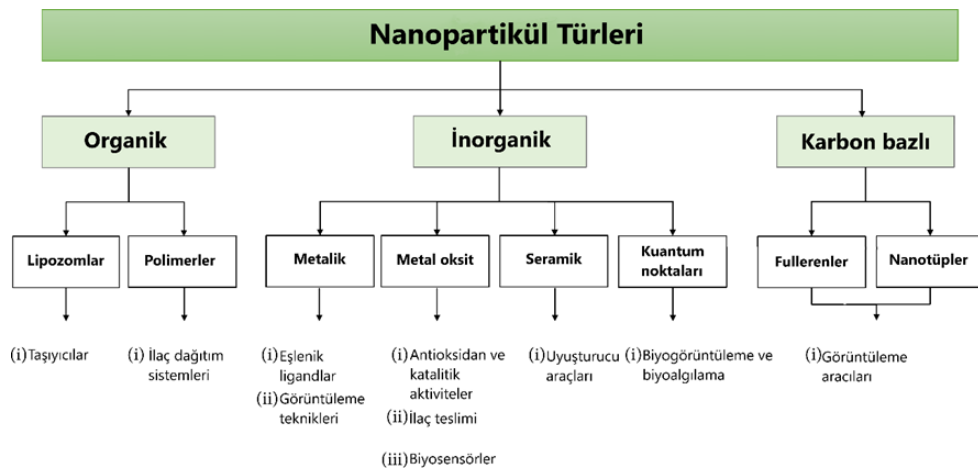 Nanopartikül Türleri
Organik
İnorganik
Karbon bazlı
Lipozomlar
Polimerler
Metalik
Metal oksit
Seramik
Kuantum
noktaları
Fullerenler
Nanotüpler
(i) Taşıyıcılar
(i) İlaç dağıtım
sistemleri
(i) Eşlenik
ligandlar
(ii) Görüntüleme
teknikleri
(i) Antioksidan ve
katalitik
aktiviteler
(ii) İlaç teslimi
(iii) Biyosensörler
(i) Uyuşturucu
araçları
(i) Biyogörüntüleme ve
biyoalgılama
(i) Görüntüleme
aracıları